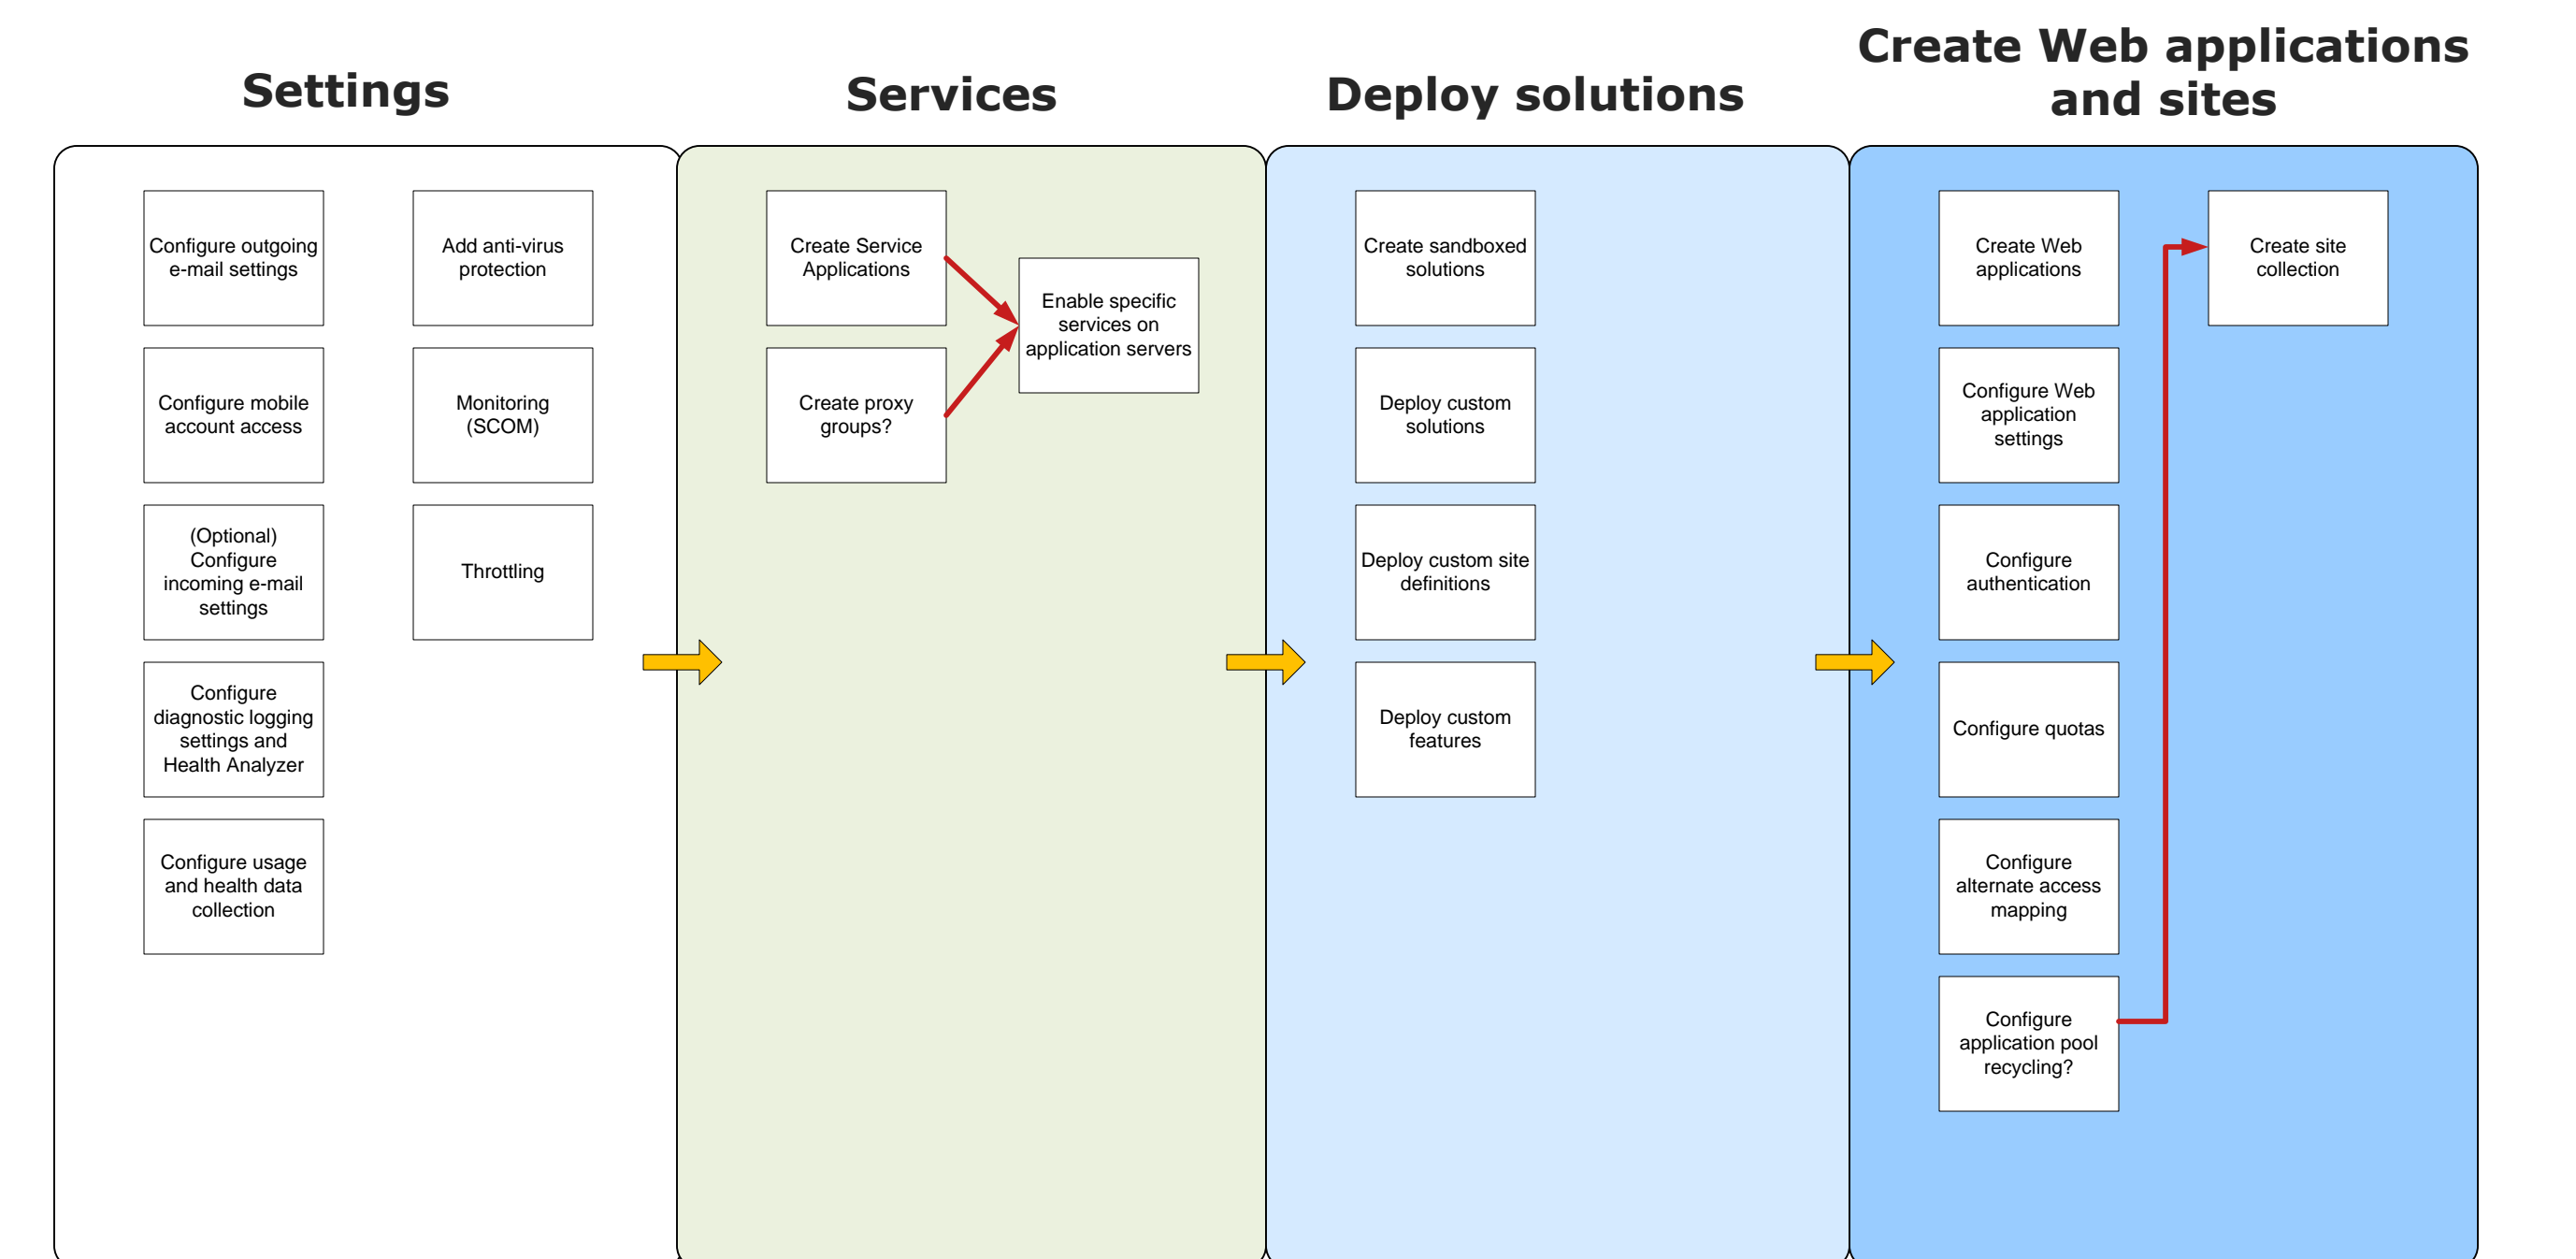 Settings
Services
Deploy solutions
Create Web applications
and sites
Configure outgoing
e-mail settings
Configure mobile
account access
(Optional)
Configure
incoming e-mail
settings
Configure
diagnostic logging
settings and
Health Analyzer
Configure usage
and health data
collection
Add anti-virus
protection
Monitoring
(SCOM)
Throttling
Create Service
Applications
Create proxy
groups?
Enable specific
services on
application servers
Create sandboxed
solutions
Deploy custom
solutions
Deploy custom site
definitions
Deploy custom
features
Create Web
applications
Configure Web
application
settings
Configure
authentication
Configure quotas
Configure
alternate access
mapping
Configure
application pool
recycling?
Create site
collection